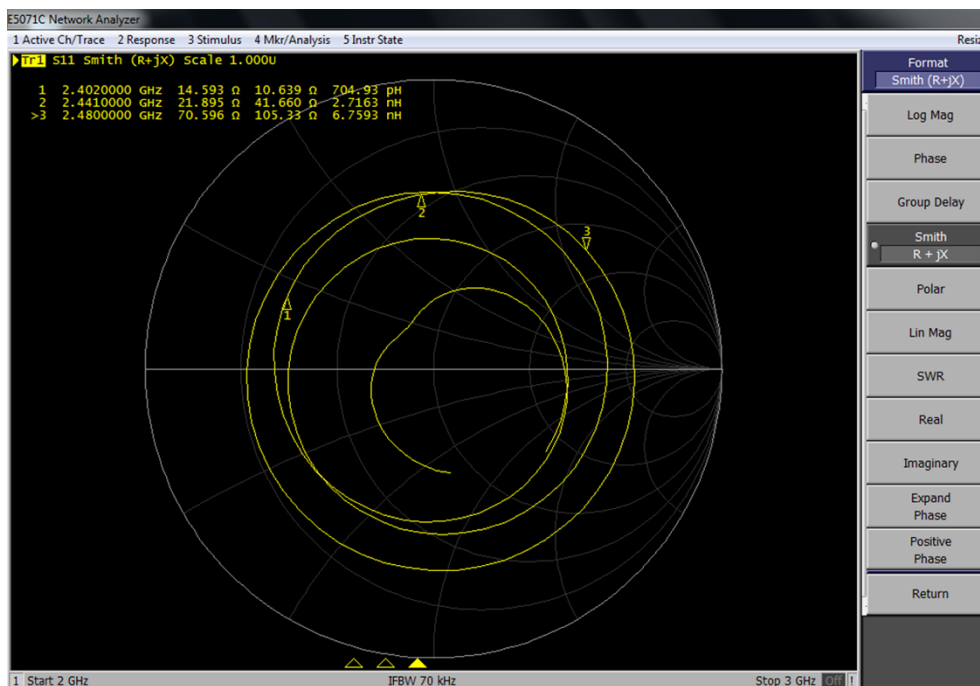 E5071C Network Analyzer
1 Active Ch/Trace 2 Response 3 Stimulus 4 Mkr/Analysis 5 Instr State
Tr1 S11 Smith (R+jX) Scale 1.000U
1 2.4020000 GHz 14.593 Ω 10.639 Ω 704.93 pH
2 2.4410000 GHz 21.895 Ω 41.660 Ω 2.7163 nH
>3 2.4800000 GHz 70.596 Ω 105.33 Ω 6.7593 nH
1
2
3
1 Start 2 GHz IFBW 70 kHz Stop 3 GHz Off !
Format
Smith (R+jX)
Log Mag
Phase
Group Delay
Smith
R + jX
Polar
Lin Mag
SWR
Real
Imaginary
Expand
Phase
Positive
Phase
Return